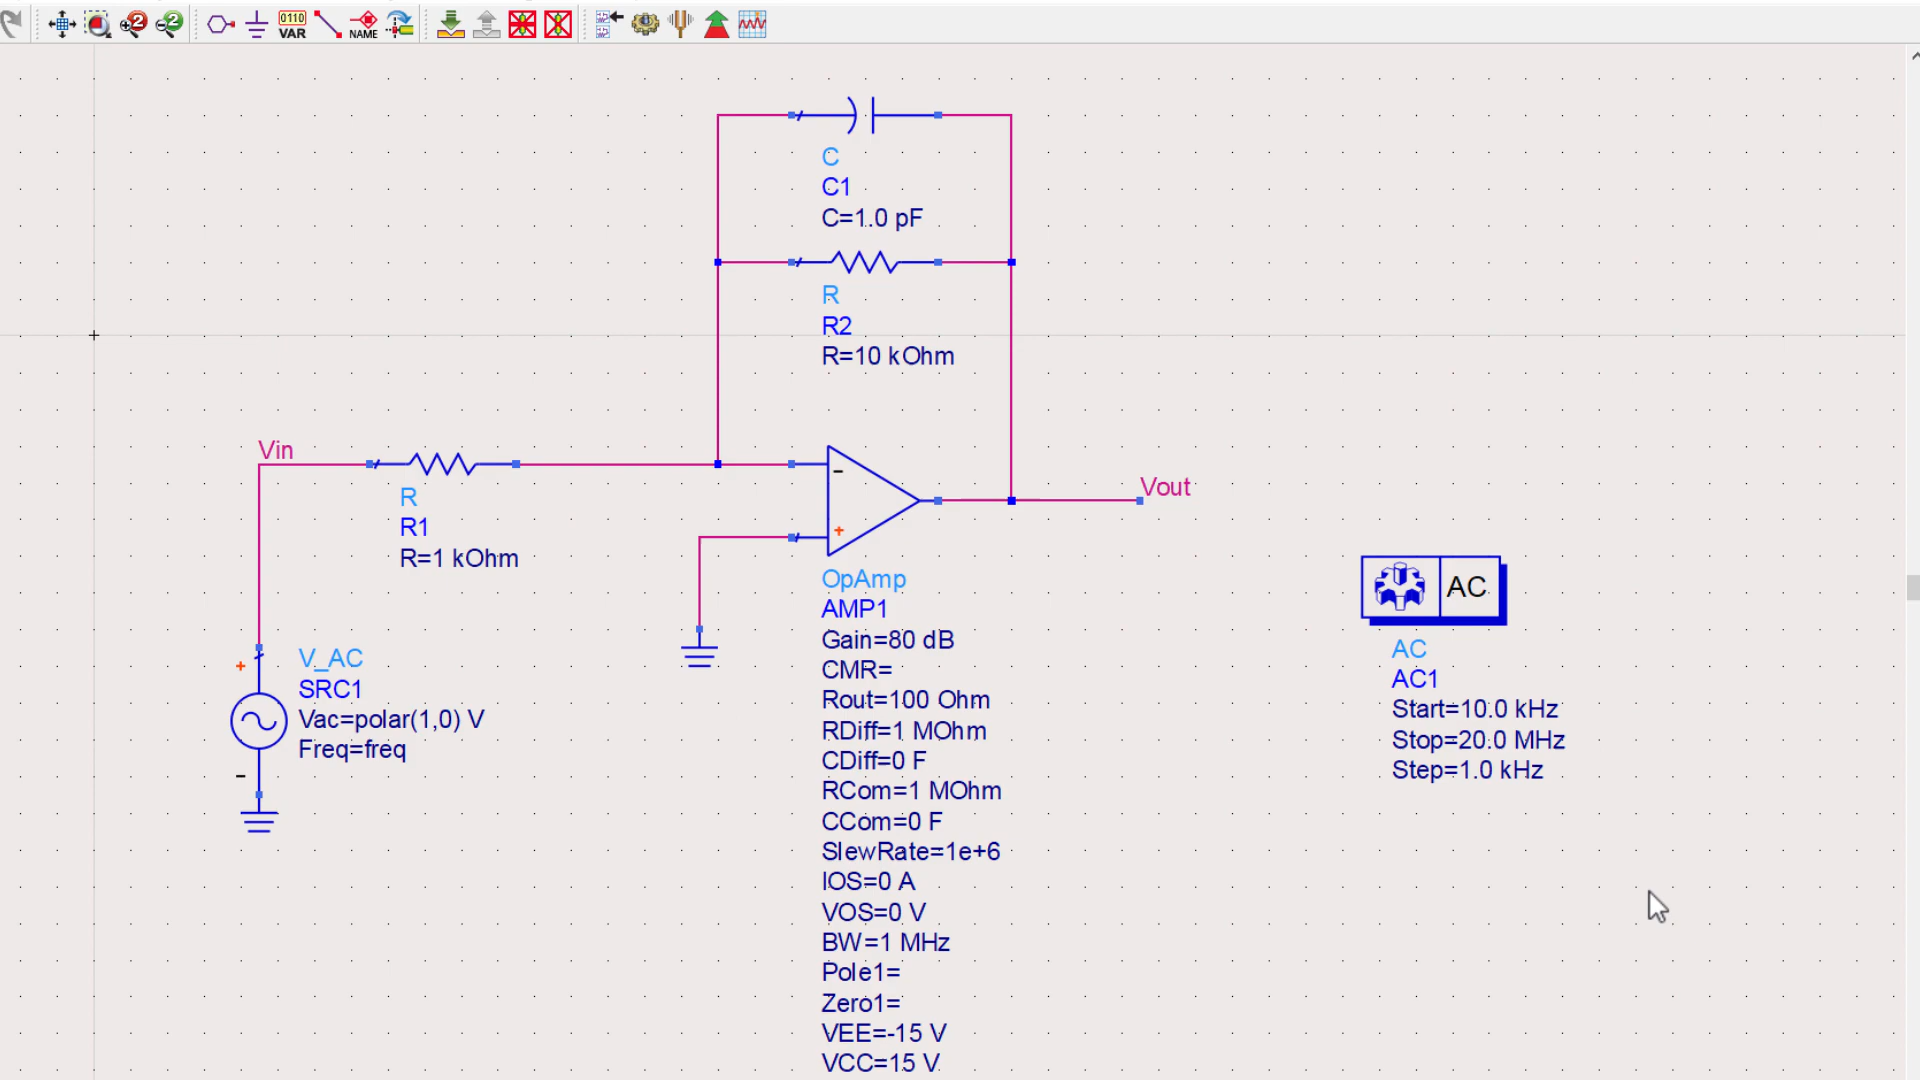 0110
VAR
NAME
2
2
C
C1
C=1.0 pF
R
R2
R=10 kOhm
Vin
R
R1
R=1 kOhm
-
+
Vout
OpAmp
AMP1
Gain=80 dB
CMR=
Rout=100 Ohm
RDiff=1 MOhm
CDiff=0 F
RCom=1 MOhm
CCom=0 F
SlewRate=1e+6
IOS=0 A
VOS=0 V
BW=1 MHz
Pole1=
Zero1=
VEE=-15 V
VCC=15 V
+
V_AC
SRC1
Vac=polar(1,0) V
Freq=freq
-
AC
AC
AC1
Start=10.0 kHz
Stop=20.0 MHz
Step=1.0 kHz